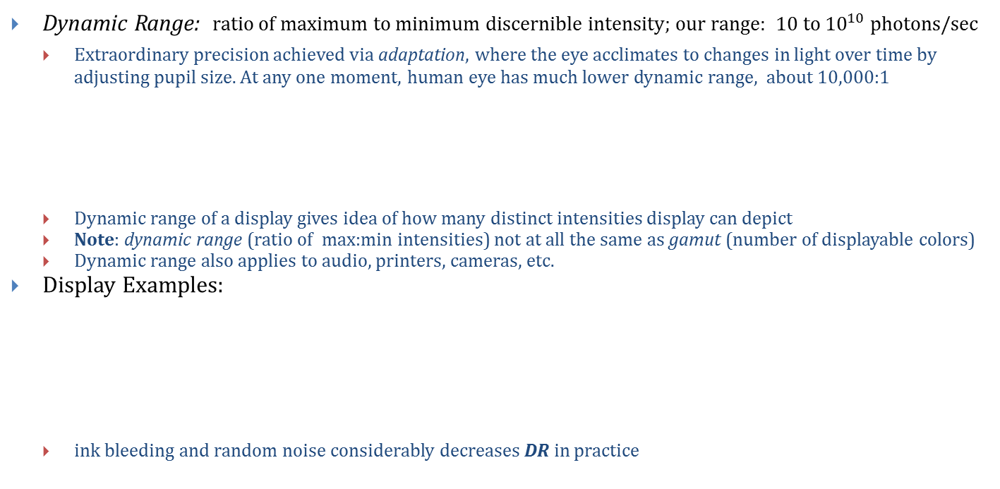 Dynamic Range: ratio of maximum to minimum discernible intensity; our range: 10 to 10¹⁰ photons/sec
Extraordinary precision achieved via adaptation, where the eye acclimates to changes in light over time by
adjusting pupil size. At any one moment, human eye has much lower dynamic range, about 10,000:1
Dynamic range of a display gives idea of how many distinct intensities display can depict
Note: dynamic range (ratio of max:min intensities) not at all the same as gamut (number of displayable colors)
Dynamic range also applies to audio, printers, cameras, etc.
Display Examples:
ink bleeding and random noise considerably decreases DR in practice